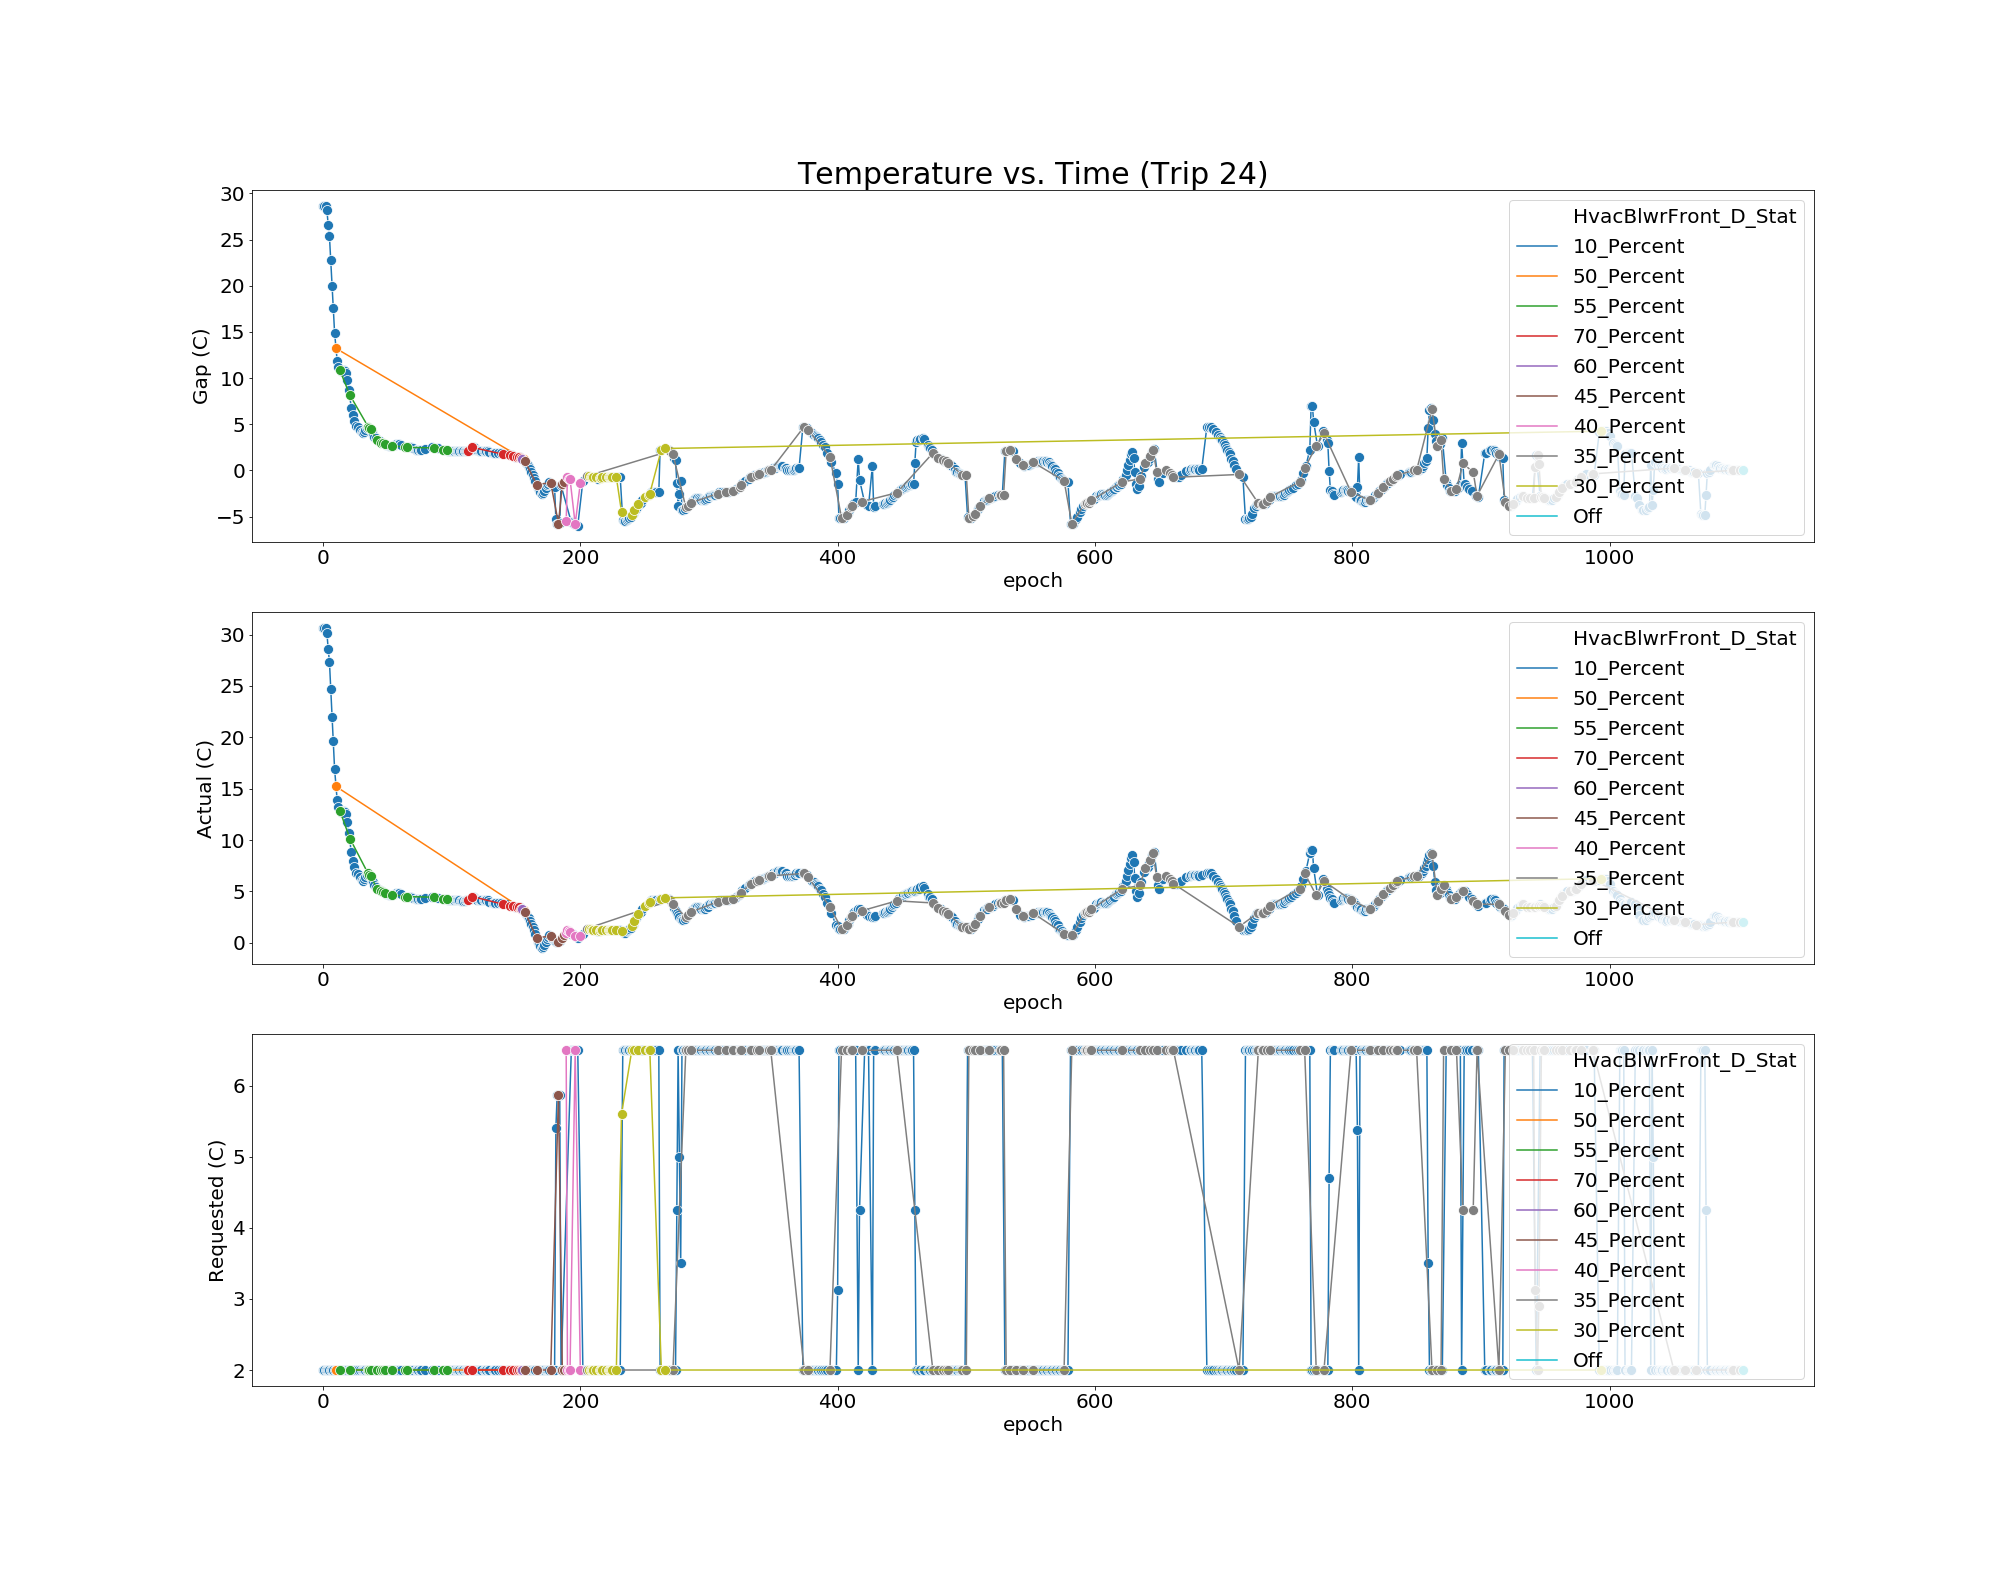 Temperature vs. Time (Trip 24)
Gap (C)
30
25
20
15
10
5
0
−5
0 200 400 600 800 1000
epoch
HvacBlwrFront_D_Stat
10_Percent
50_Percent
55_Percent
70_Percent
60_Percent
45_Percent
40_Percent
35_Percent
30_Percent
Off
Actual (C)
30
25
20
15
10
5
0
0 200 400 600 800 1000
epoch
HvacBlwrFront_D_Stat
10_Percent
50_Percent
55_Percent
70_Percent
60_Percent
45_Percent
40_Percent
35_Percent
30_Percent
Off
Requested (C)
6
5
4
3
2
0 200 400 600 800 1000
epoch
HvacBlwrFront_D_Stat
10_Percent
50_Percent
55_Percent
70_Percent
60_Percent
45_Percent
40_Percent
35_Percent
30_Percent
Off